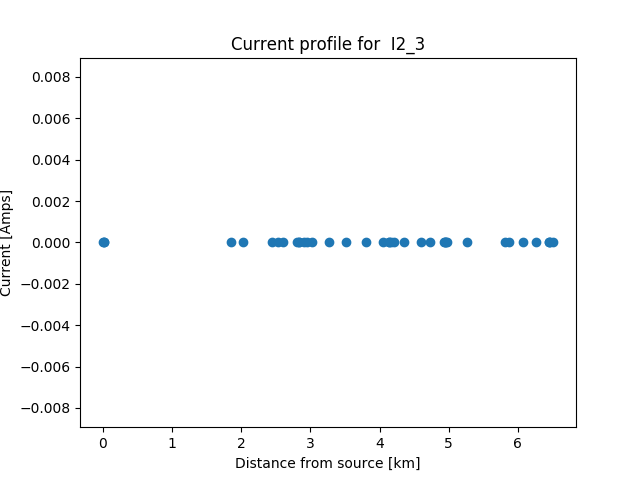 Current profile for  I2_3
Current [Amps]
0.008
0.006
0.004
0.002
0.000
−0.002
−0.004
−0.006
−0.008
0 1 2 3 4 5 6
Distance from source [km]